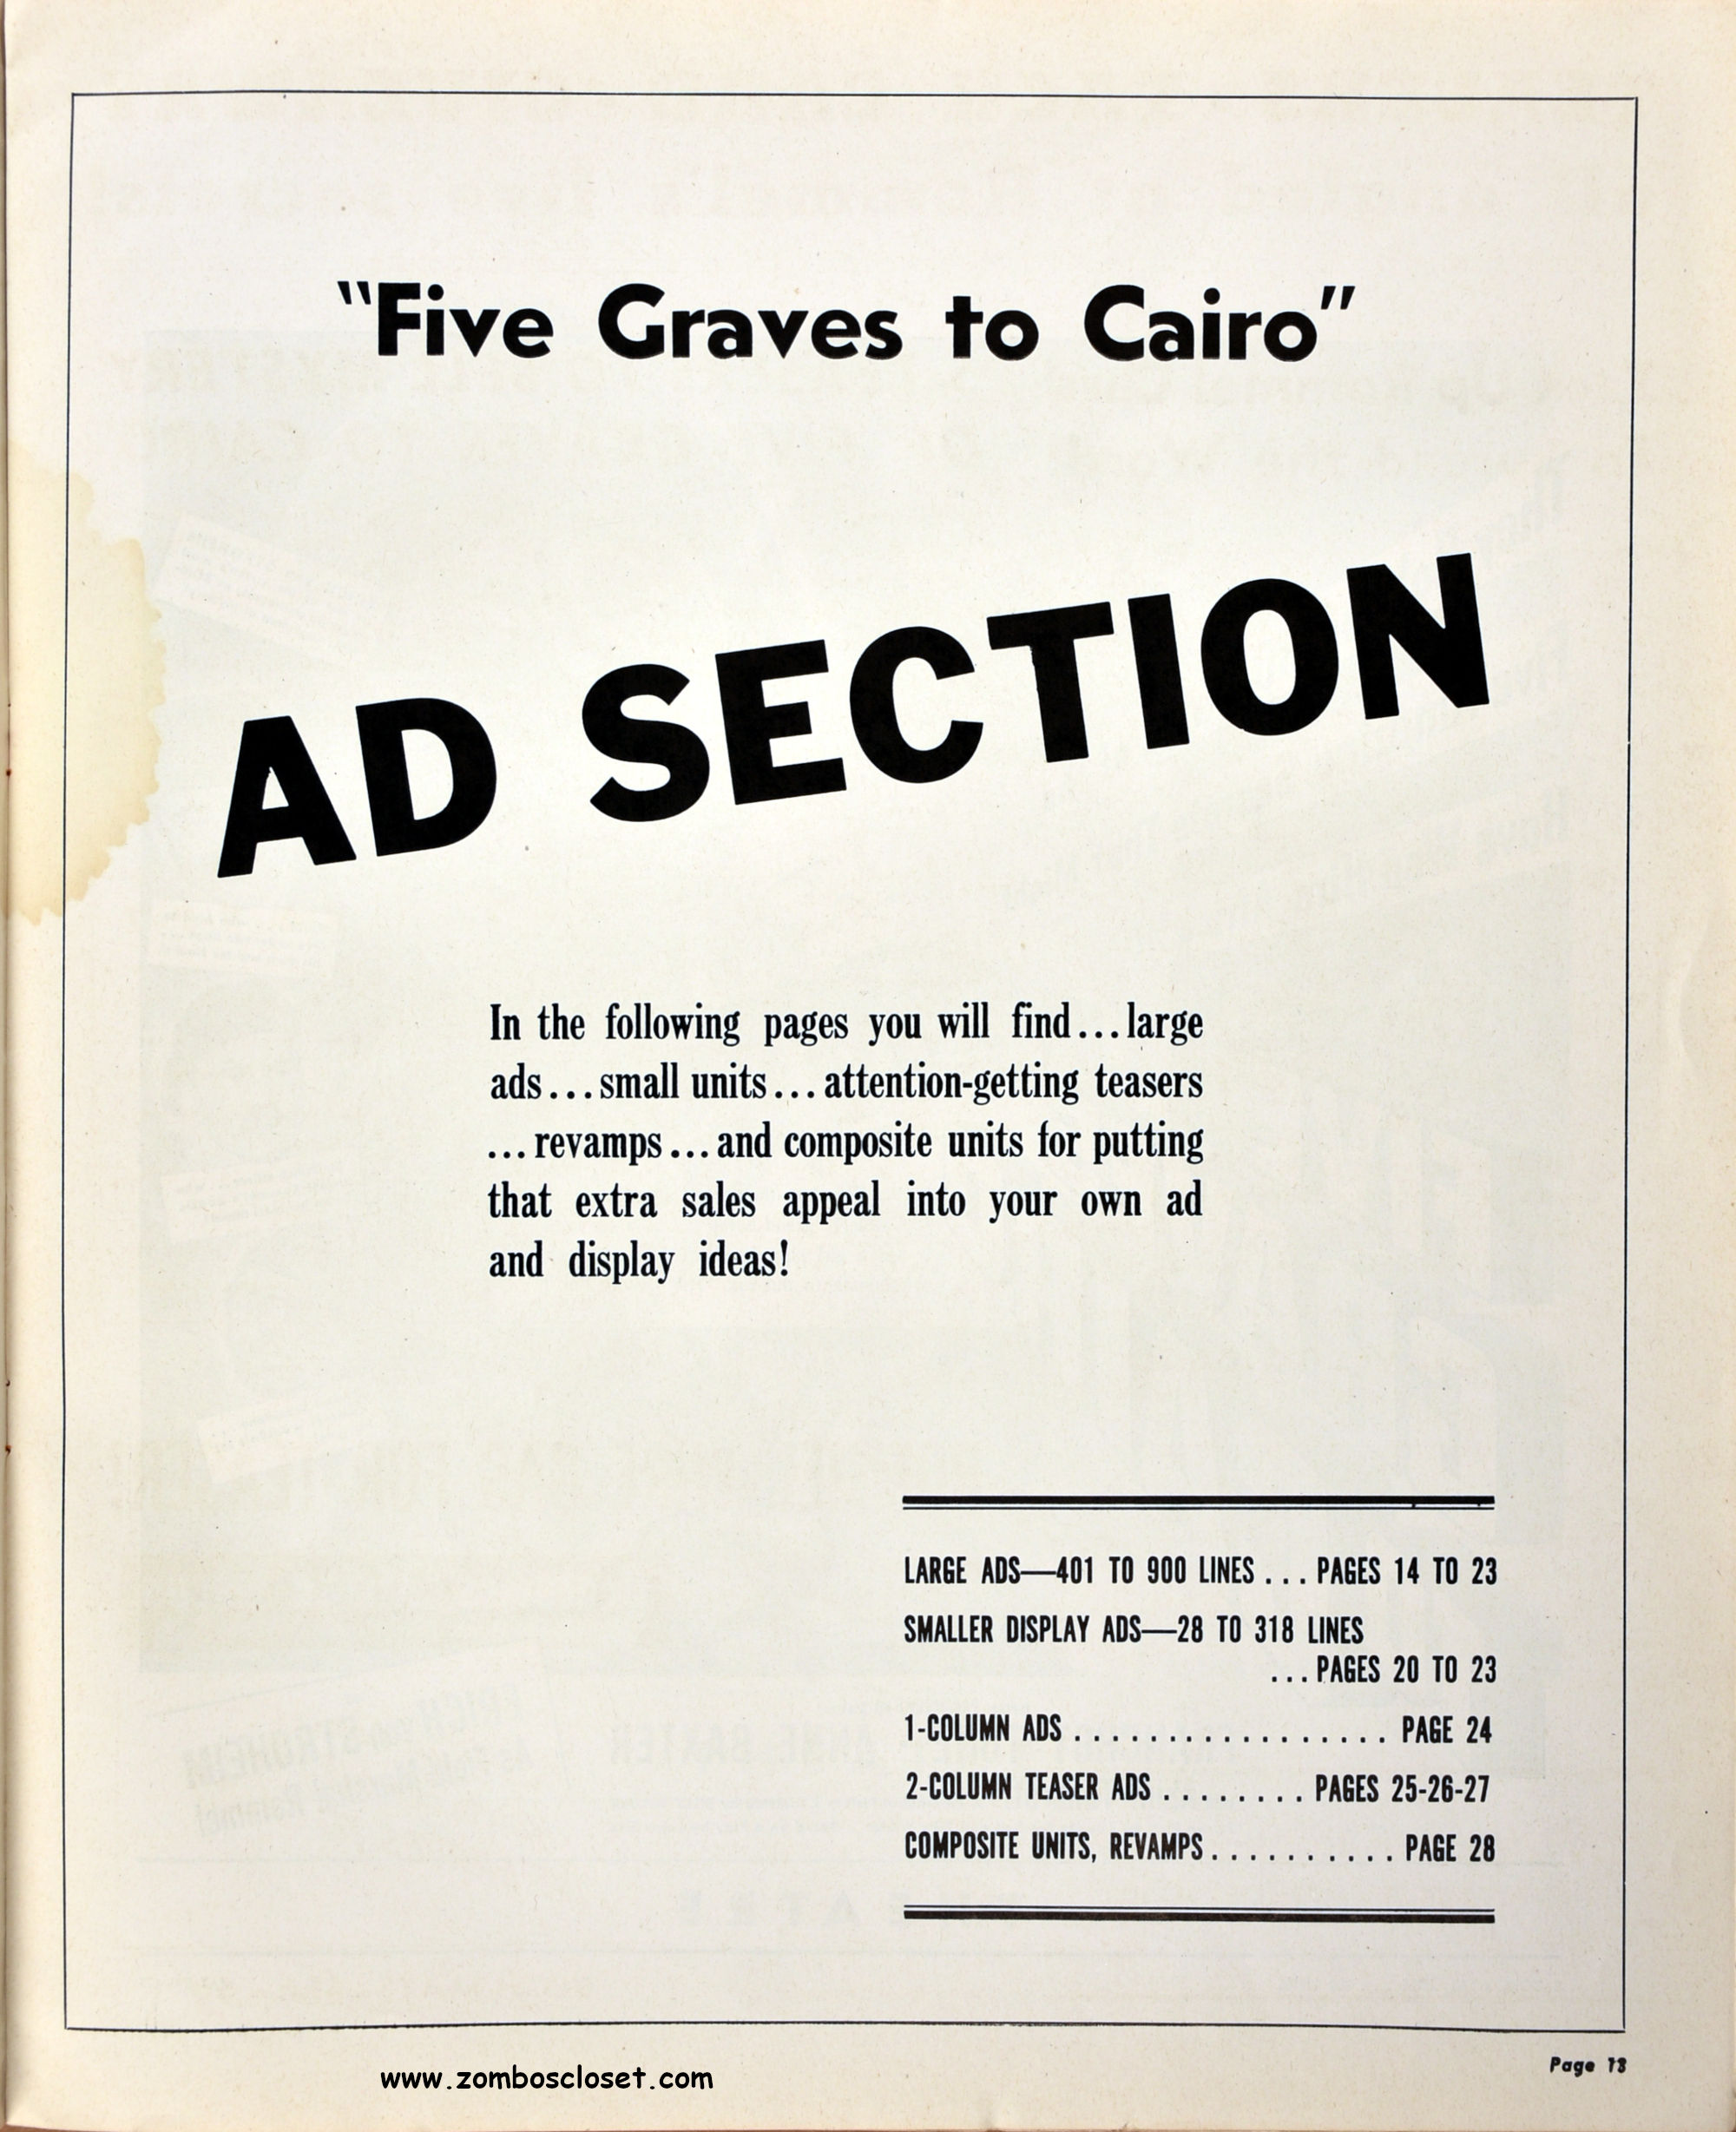 "Five Graves to Cairo"
AD SECTION
In the following pages you will find...large
ads...small units...attention-getting teasers
...revamps...and composite units for putting
that extra sales appeal into your own ad
and display ideas!
LARGE ADS—401 TO 900 LINES ... PAGES 14 TO 23
SMALLER DISPLAY ADS—28 TO 318 LINES
...PAGES 20 TO 23
1-COLUMN ADS ................. PAGE 24
2-COLUMN TEASER ADS ........ PAGES 25-26-27
COMPOSITE UNITS, REVAMPS.......... PAGE 28
Page 13
www.zomboscloset.com